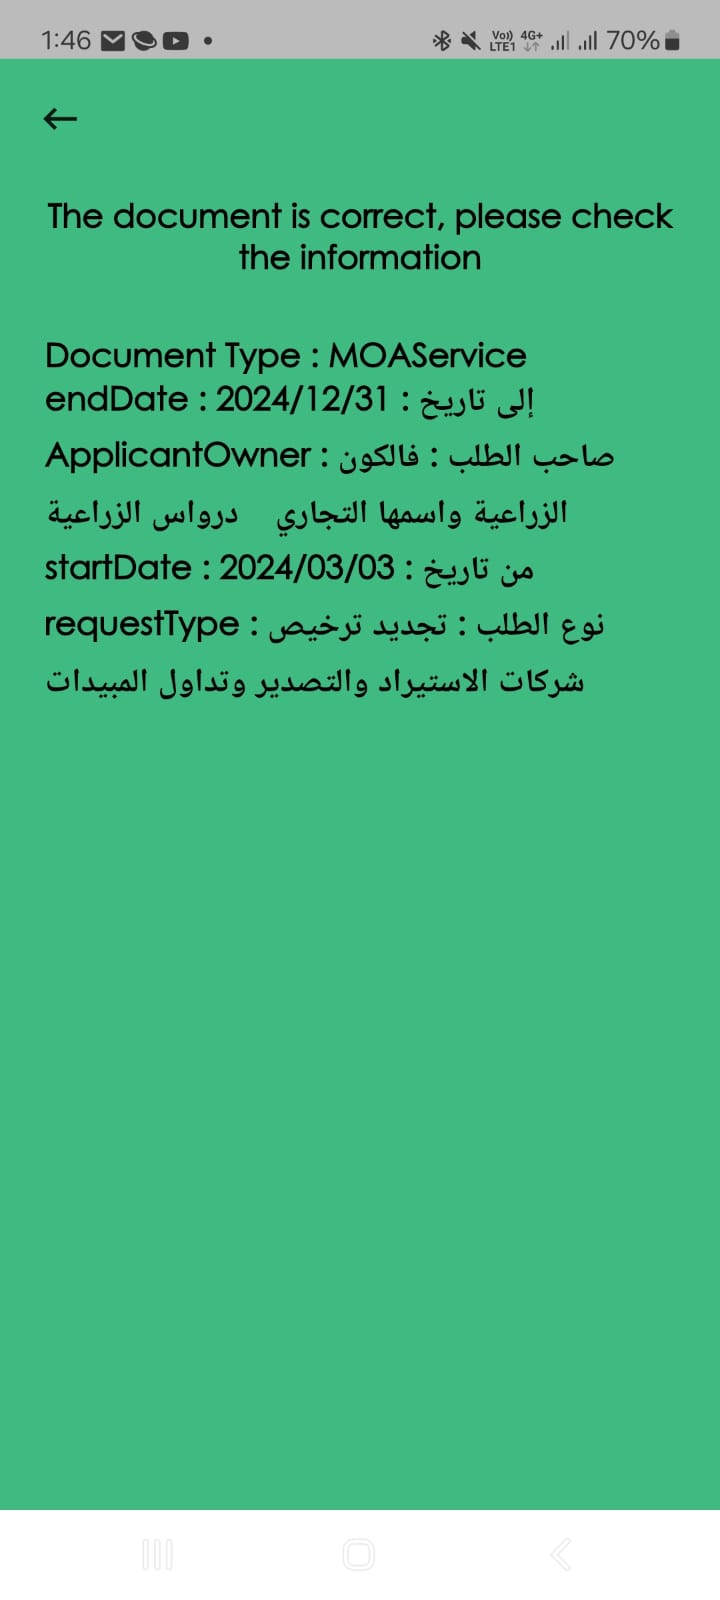 1:46
Vo)) LTE1 4G+ 70%
The document is correct, please check
the information
Document Type : MOAService
endDate : 2024/12/31 : إلى تاريخ
ApplicantOwner : صاحب الطلب : فالكون
الزراعية واسمها التجاري درواس الزراعية
startDate : 2024/03/03 : من تاريخ
requestType : نوع الطلب : تجديد ترخيص
شركات الاستيراد والتصدير وتداول المبيدات